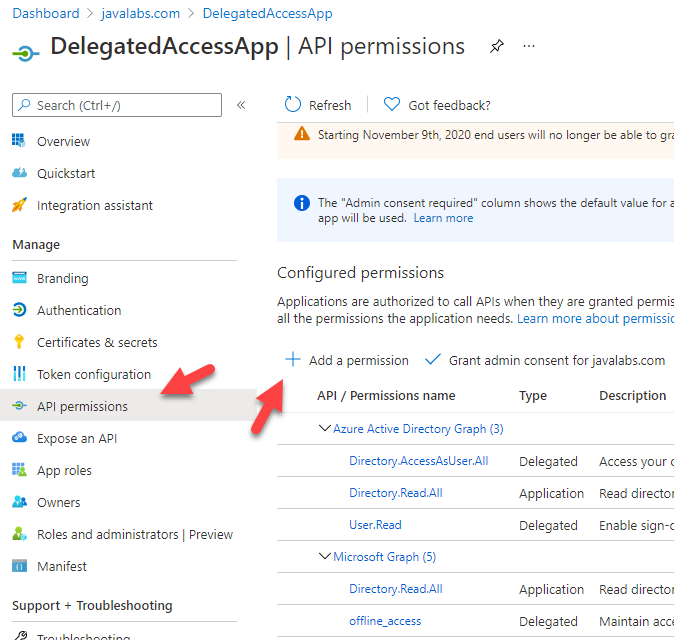 Dashboard > javalabs.com > DelegatedAccessApp
DelegatedAccessApp | API permissions
Search (Ctrl+/)
«
Refresh
Got feedback?
Starting November 9th, 2020 end users will no longer be able to gra
The "Admin consent required" column shows the default value for a
app will be used. Learn more
Overview
Quickstart
Integration assistant
Manage
Branding
Authentication
Certificates & secrets
Token configuration
API permissions
Expose an API
App roles
Owners
Roles and administrators | Preview
Manifest
Support + Troubleshooting
Troubleshooting
Configured permissions
Applications are authorized to call APIs when they are granted permis
all the permissions the application needs. Learn more about permissio
Add a permission Grant admin consent for javalabs.com
API / Permissions name Type Description
Azure Active Directory Graph (3)
Directory.AccessAsUser.All Delegated Access your d
Directory.Read.All Application Read director
User.Read Delegated Enable sign-o
Microsoft Graph (5)
Directory.Read.All Application Read director
offline_access Delegated Maintain acce